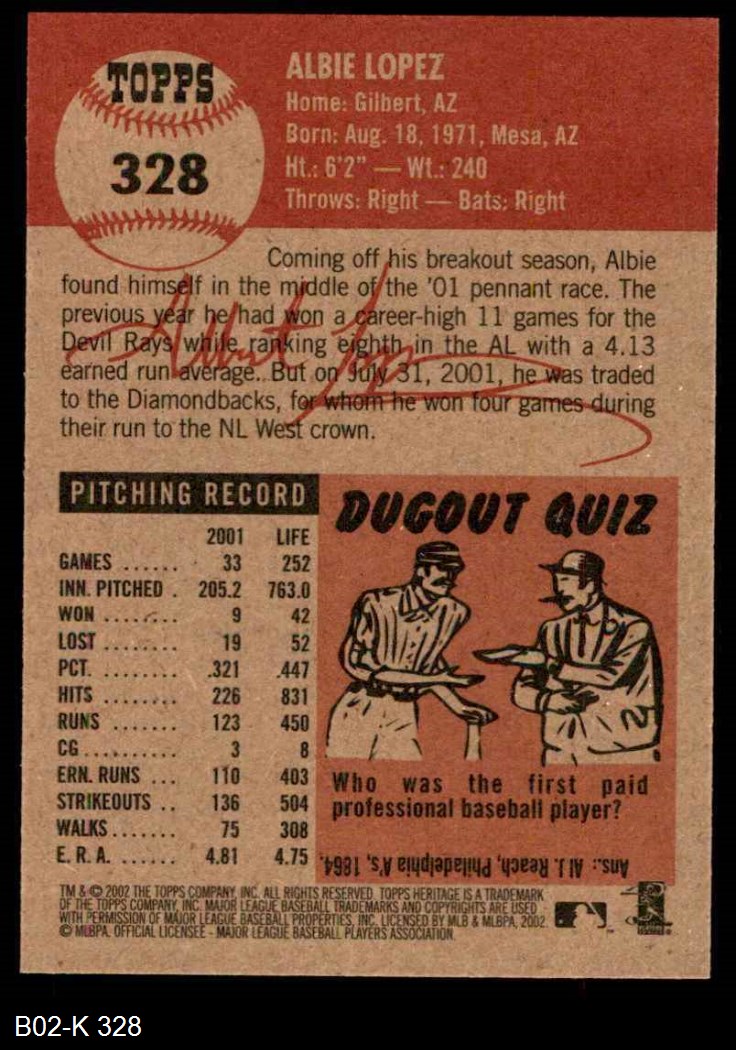 TOPPS
328
ALBIE LOPEZ
Home: Gilbert, AZ
Born: Aug. 18, 1971, Mesa, AZ
Ht.: 6'2" — Wt.: 240
Throws: Right — Bats: Right
Coming off his breakout season, Albie
found himself in the middle of the '01 pennant race. The
previous year he had won a career-high 11 games for the
Devil Rays while ranking eighth in the AL with a 4.13
earned run average. But on July 31, 2001, he was traded
to the Diamondbacks, for whom he won four games during
their run to the NL West crown.
Albert Lopez
PITCHING RECORD
2001 LIFE
GAMES ...... 33 252
INN. PITCHED . 205.2 763.0
WON ........ 9 42
LOST ........ 19 52
PCT. ........ .321 .447
HITS ........ 226 831
RUNS ....... 123 450
CG .......... 3 8
ERN. RUNS ... 110 403
STRIKEOUTS .. 136 504
WALKS ....... 75 308
E. R. A. ...... 4.81 4.75
DUGOUT QUIZ
Who was the first paid
professional baseball player?
Ans.: Al J. Reach, Philadelphia A's, 1864.
TM & © 2002 THE TOPPS COMPANY, INC. ALL RIGHTS RESERVED. TOPPS HERITAGE IS A TRADEMARK
OF THE TOPPS COMPANY, INC. MAJOR LEAGUE BASEBALL TRADEMARKS AND COPYRIGHTS ARE USED
WITH PERMISSION OF MAJOR LEAGUE BASEBALL PROPERTIES, INC. LICENSED BY MLB & MLBPA, 2002
© MLBPA. OFFICIAL LICENSEE - MAJOR LEAGUE BASEBALL PLAYERS ASSOCIATION.
B02-K 328